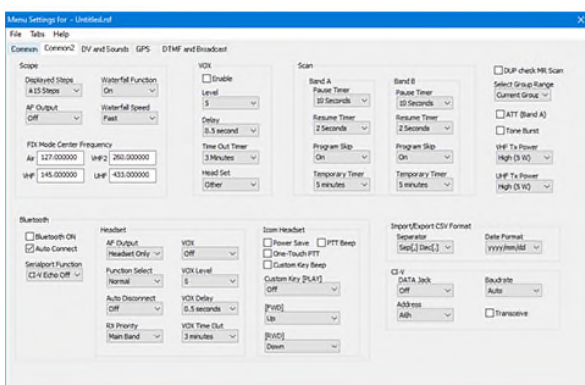 Menu Settings for - Untitled.rsf
File Tabs Help
Common Common2 DV and Sounds GPS DTMF and Broadcast
Scope
Displayed Steps
± 15 Steps
Waterfall Function
On
AF Output
Off
Waterfall Speed
Fast
FIX Mode Center Frequency
Air 127.000000 VHF2 260.000000
VHF 145.000000 UHF 433.000000
VOX
Enable
Level
5
Delay
0.5 second
Time Out Timer
3 Minutes
Head Set
Other
Scan
Band A
Pause Timer
10 Seconds
Resume Timer
2 Seconds
Program Skip
On
Temporary Timer
5 minutes
Band B
Pause Timer
10 Seconds
Resume Timer
2 Seconds
Program Skip
On
Temporary Timer
5 minutes
DUP check MR Scan
Select Group Range
Current Group
ATT (Band A)
Tone Burst
VHF Tx Power
High (5 W)
UHF Tx Power
High (5 W)
Bluetooth
Bluetooth ON
Auto Connect
Serialport Function
CI-V Echo Off
Headset
AF Output
Headset Only
Function Select
Normal
Auto Disconnect
Off
RX Priority
Main Band
VOX
Off
VOX Level
5
VOX Delay
0.5 seconds
VOX Time Out
3 minutes
Icom Headset
Power Save PTT Beep
One-Touch PTT
Custom Key Beep
Custom Key [PLAY]
Off
[FWD]
Up
[RWD]
Down
Import/Export CSV Format
Separator
Sep[,] Dec[.]
Date Format
yyyy/mm/dd
CI-V
DATA Jack
Off
Baudrate
Auto
Address
A6h
Transceive